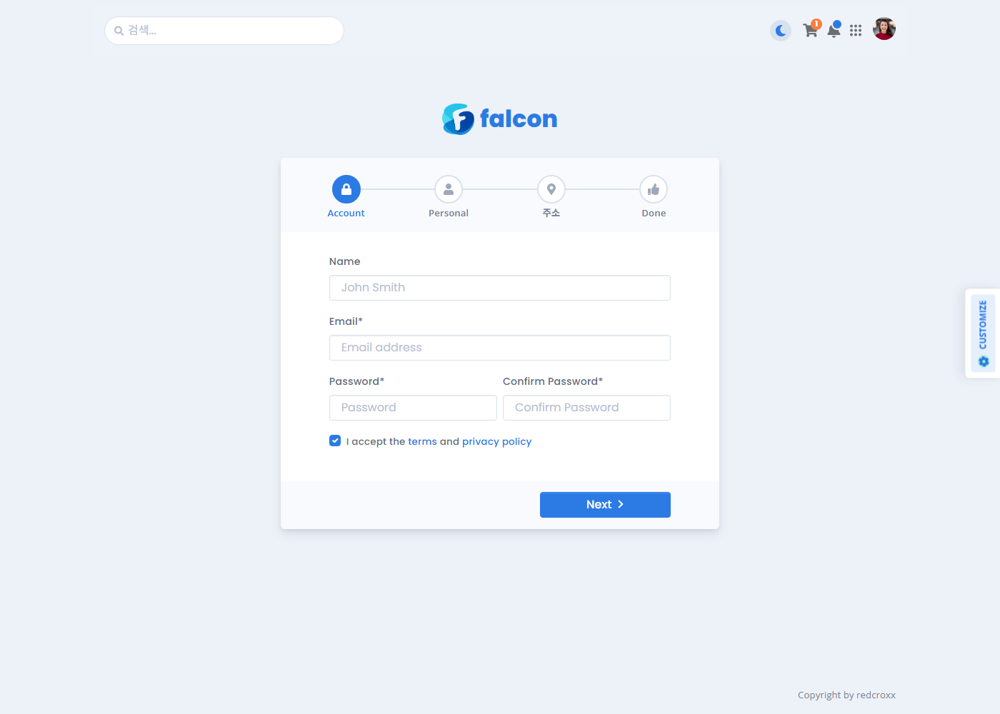 검색...
1
falcon
Account
Personal
주소
Done
Name
John Smith
Email*
Email address
Password*
Confirm Password*
Password
Confirm Password
I accept the terms and privacy policy
Next
CUSTOMIZE
Copyright by redcroxx